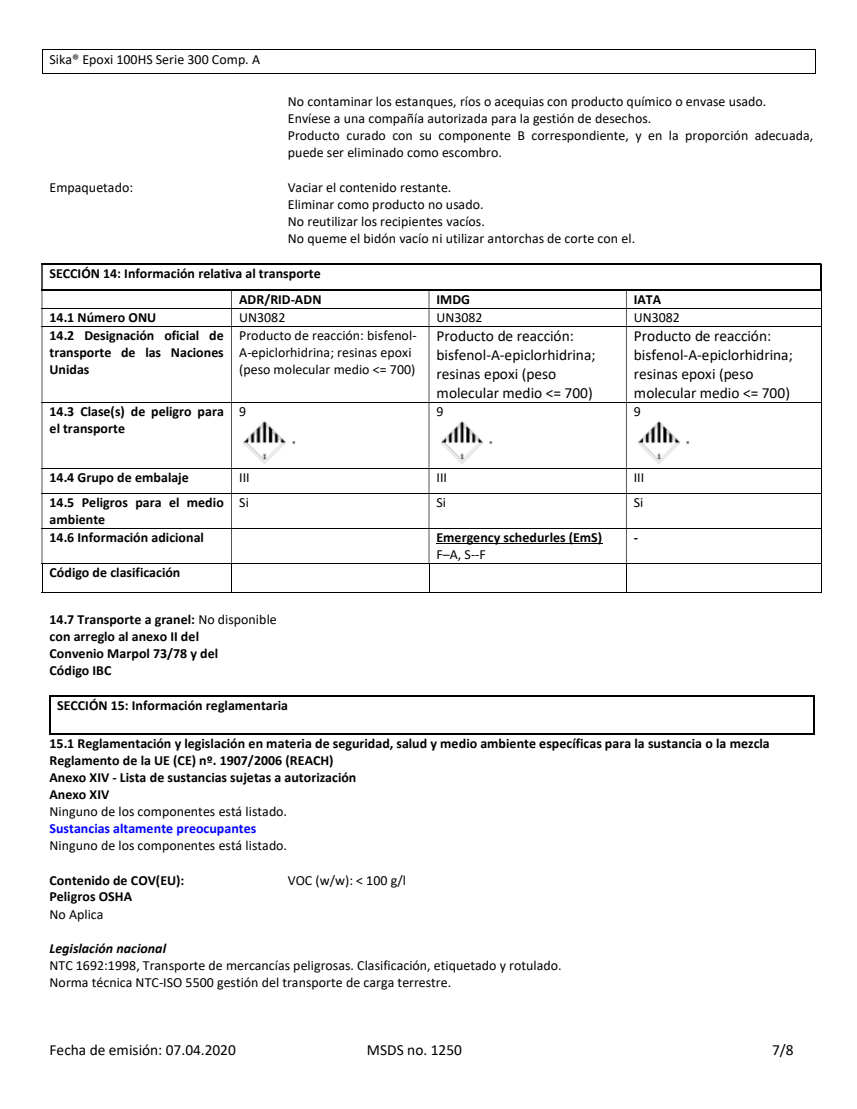 Sika® Epoxi 100HS Serie 300 Comp. A
No contaminar los estanques, ríos o acequias con producto químico o envase usado.
Envíese a una compañía autorizada para la gestión de desechos.
Producto curado con su componente B correspondiente, y en la proporción adecuada,
puede ser eliminado como escombro.
Empaquetado: Vaciar el contenido restante.
Eliminar como producto no usado.
No reutilizar los recipientes vacíos.
No queme el bidón vacío ni utilizar antorchas de corte con el.
SECCIÓN 14: Información relativa al transporte
ADR/RID-ADN IMDG IATA
14.1 Número ONU UN3082 UN3082 UN3082
14.2 Designación oficial de
transporte de las Naciones
Unidas
Producto de reacción: bisfenol-
A-epiclorhidrina; resinas epoxi
(peso molecular medio <= 700)
Producto de reacción:
bisfenol-A-epiclorhidrina;
resinas epoxi (peso
molecular medio <= 700)
Producto de reacción:
bisfenol-A-epiclorhidrina;
resinas epoxi (peso
molecular medio <= 700)
14.3 Clase(s) de peligro para
el transporte
9 9 9
14.4 Grupo de embalaje III III III
14.5 Peligros para el medio
ambiente
Si Si Si
14.6 Información adicional
Emergency schedurles (EmS)
F–A, S--F
-
Código de clasificación
14.7 Transporte a granel: No disponible
con arreglo al anexo II del
Convenio Marpol 73/78 y del
Código IBC
SECCIÓN 15: Información reglamentaria
15.1 Reglamentación y legislación en materia de seguridad, salud y medio ambiente específicas para la sustancia o la mezcla
Reglamento de la UE (CE) nº. 1907/2006 (REACH)
Anexo XIV - Lista de sustancias sujetas a autorización
Anexo XIV
Ninguno de los componentes está listado.
Sustancias altamente preocupantes
Ninguno de los componentes está listado.
Contenido de COV(EU): VOC (w/w): < 100 g/l
Peligros OSHA
No Aplica
Legislación nacional
NTC 1692:1998, Transporte de mercancías peligrosas. Clasificación, etiquetado y rotulado.
Norma técnica NTC-ISO 5500 gestión del transporte de carga terrestre.
Fecha de emisión: 07.04.2020 MSDS no. 1250 7/8